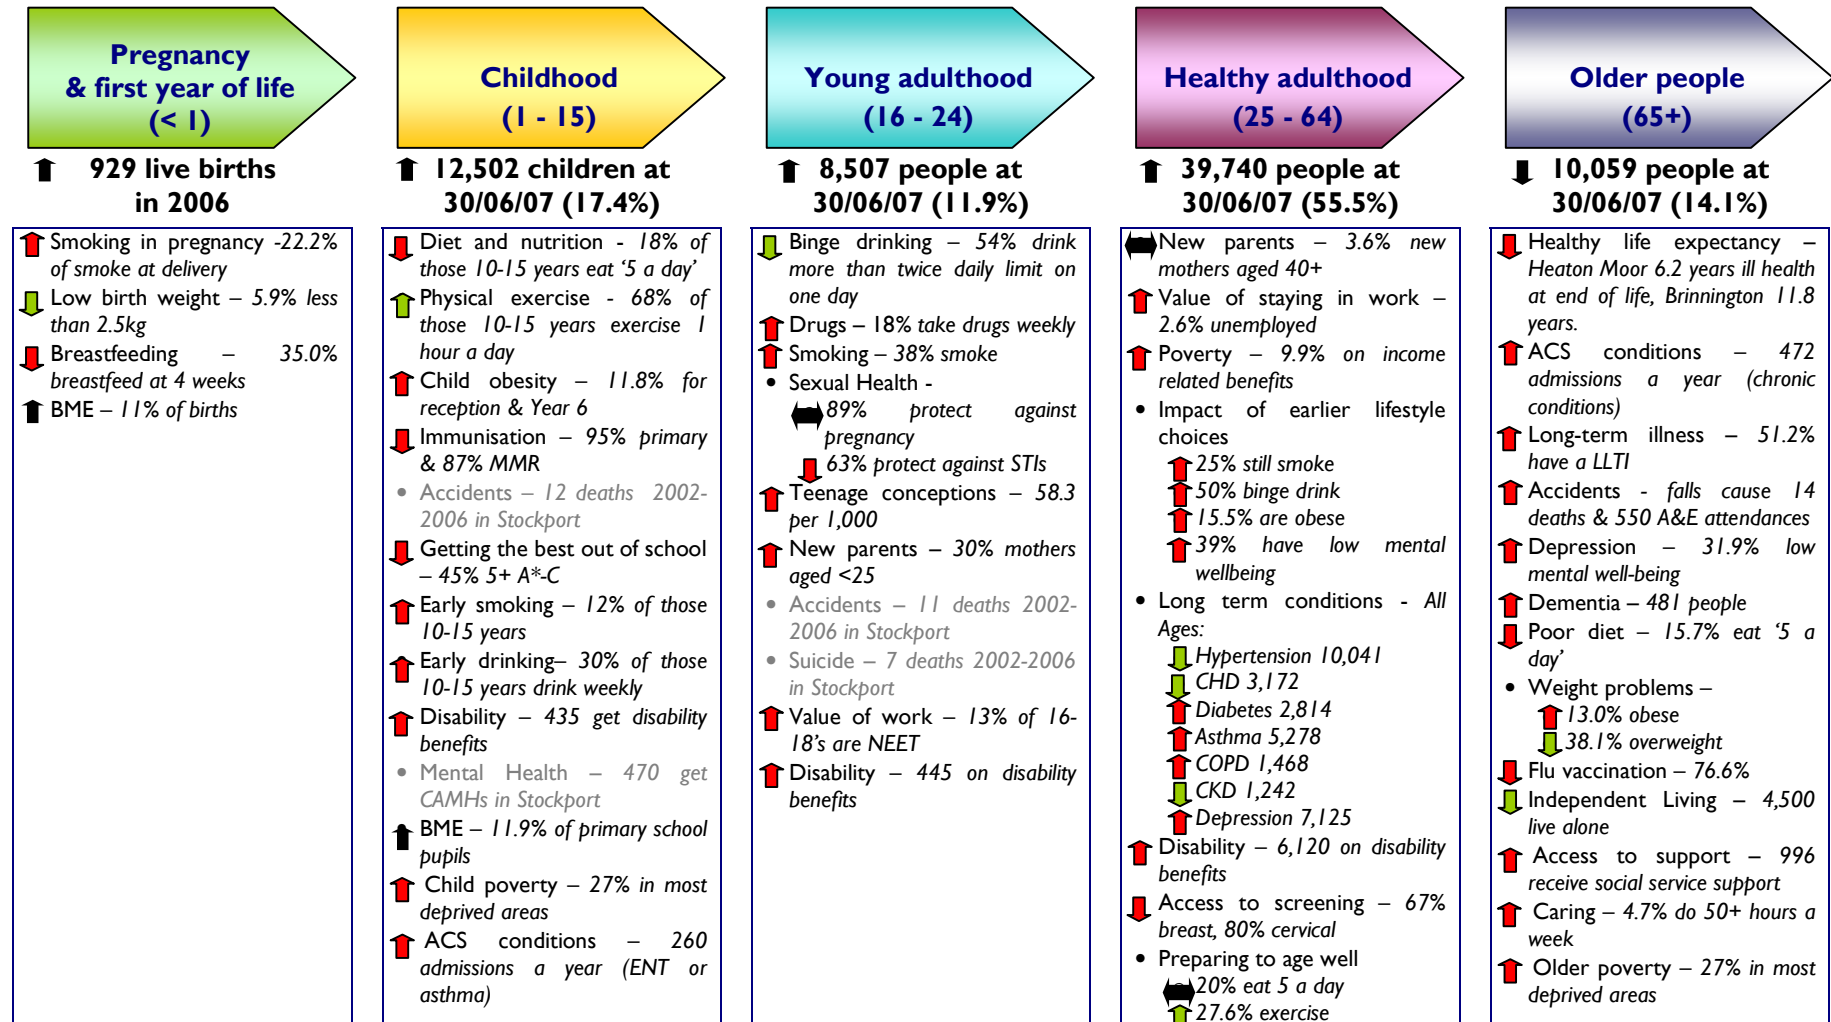 Pregnancy
& first year of life
(< 1)
929 live births
in 2006
Smoking in pregnancy -22.2%
of smoke at delivery
Low birth weight – 5.9% less
than 2.5kg
Breastfeeding – 35.0%
breastfeed at 4 weeks
BME – 11% of births
Childhood
(1 - 15)
12,502 children at
30/06/07 (17.4%)
Diet and nutrition - 18% of
those 10-15 years eat ‘5 a day’
Physical exercise - 68% of
those 10-15 years exercise 1
hour a day
Child obesity – 11.8% for
reception & Year 6
Immunisation – 95% primary
& 87% MMR
• Accidents – 12 deaths 2002-
2006 in Stockport
Getting the best out of school
– 45% 5+ A*-C
Early smoking – 12% of those
10-15 years
Early drinking– 30% of those
10-15 years drink weekly
Disability – 435 get disability
benefits
• Mental Health – 470 get
CAMHs in Stockport
BME – 11.9% of primary school
pupils
Child poverty – 27% in most
deprived areas
ACS conditions – 260
admissions a year (ENT or
asthma)
Young adulthood
(16 - 24)
8,507 people at
30/06/07 (11.9%)
Binge drinking – 54% drink
more than twice daily limit on
one day
Drugs – 18% take drugs weekly
Smoking – 38% smoke
• Sexual Health -
89% protect against
pregnancy
63% protect against STIs
Teenage conceptions – 58.3
per 1,000
New parents – 30% mothers
aged <25
• Accidents – 11 deaths 2002-
2006 in Stockport
• Suicide – 7 deaths 2002-2006
in Stockport
Value of work – 13% of 16-
18’s are NEET
Disability – 445 on disability
benefits
Healthy adulthood
(25 - 64)
39,740 people at
30/06/07 (55.5%)
New parents – 3.6% new
mothers aged 40+
Value of staying in work –
2.6% unemployed
Poverty – 9.9% on income
related benefits
• Impact of earlier lifestyle
choices
25% still smoke
50% binge drink
15.5% are obese
39% have low mental
wellbeing
• Long term conditions - All
Ages:
Hypertension 10,041
CHD 3,172
Diabetes 2,814
Asthma 5,278
COPD 1,468
CKD 1,242
Depression 7,125
Disability – 6,120 on disability
benefits
Access to screening – 67%
breast, 80% cervical
• Preparing to age well
20% eat 5 a day
27.6% exercise
Older people
(65+)
10,059 people at
30/06/07 (14.1%)
Healthy life expectancy –
Heaton Moor 6.2 years ill health
at end of life, Brinnington 11.8
years.
ACS conditions – 472
admissions a year (chronic
conditions)
Long-term illness – 51.2%
have a LLTI
Accidents - falls cause 14
deaths & 550 A&E attendances
Depression – 31.9% low
mental well-being
Dementia – 481 people
Poor diet – 15.7% eat ‘5 a
day’
• Weight problems –
13.0% obese
38.1% overweight
Flu vaccination – 76.6%
Independent Living – 4,500
live alone
Access to support – 996
receive social service support
Caring – 4.7% do 50+ hours a
week
Older poverty – 27% in most
deprived areas